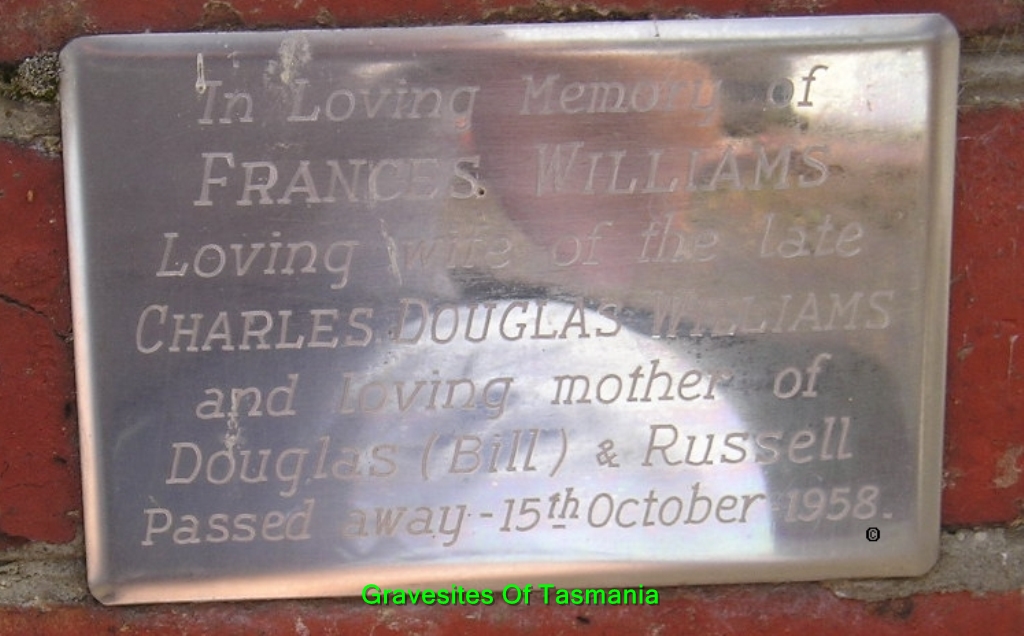 In Loving Memory of
FRANCES WILLIAMS
Loving wife of the late
CHARLES DOUGLAS WILLIAMS
and loving mother of
Douglas (Bill) & Russell
Passed away - 15th October 1958.
©
Gravesites Of Tasmania